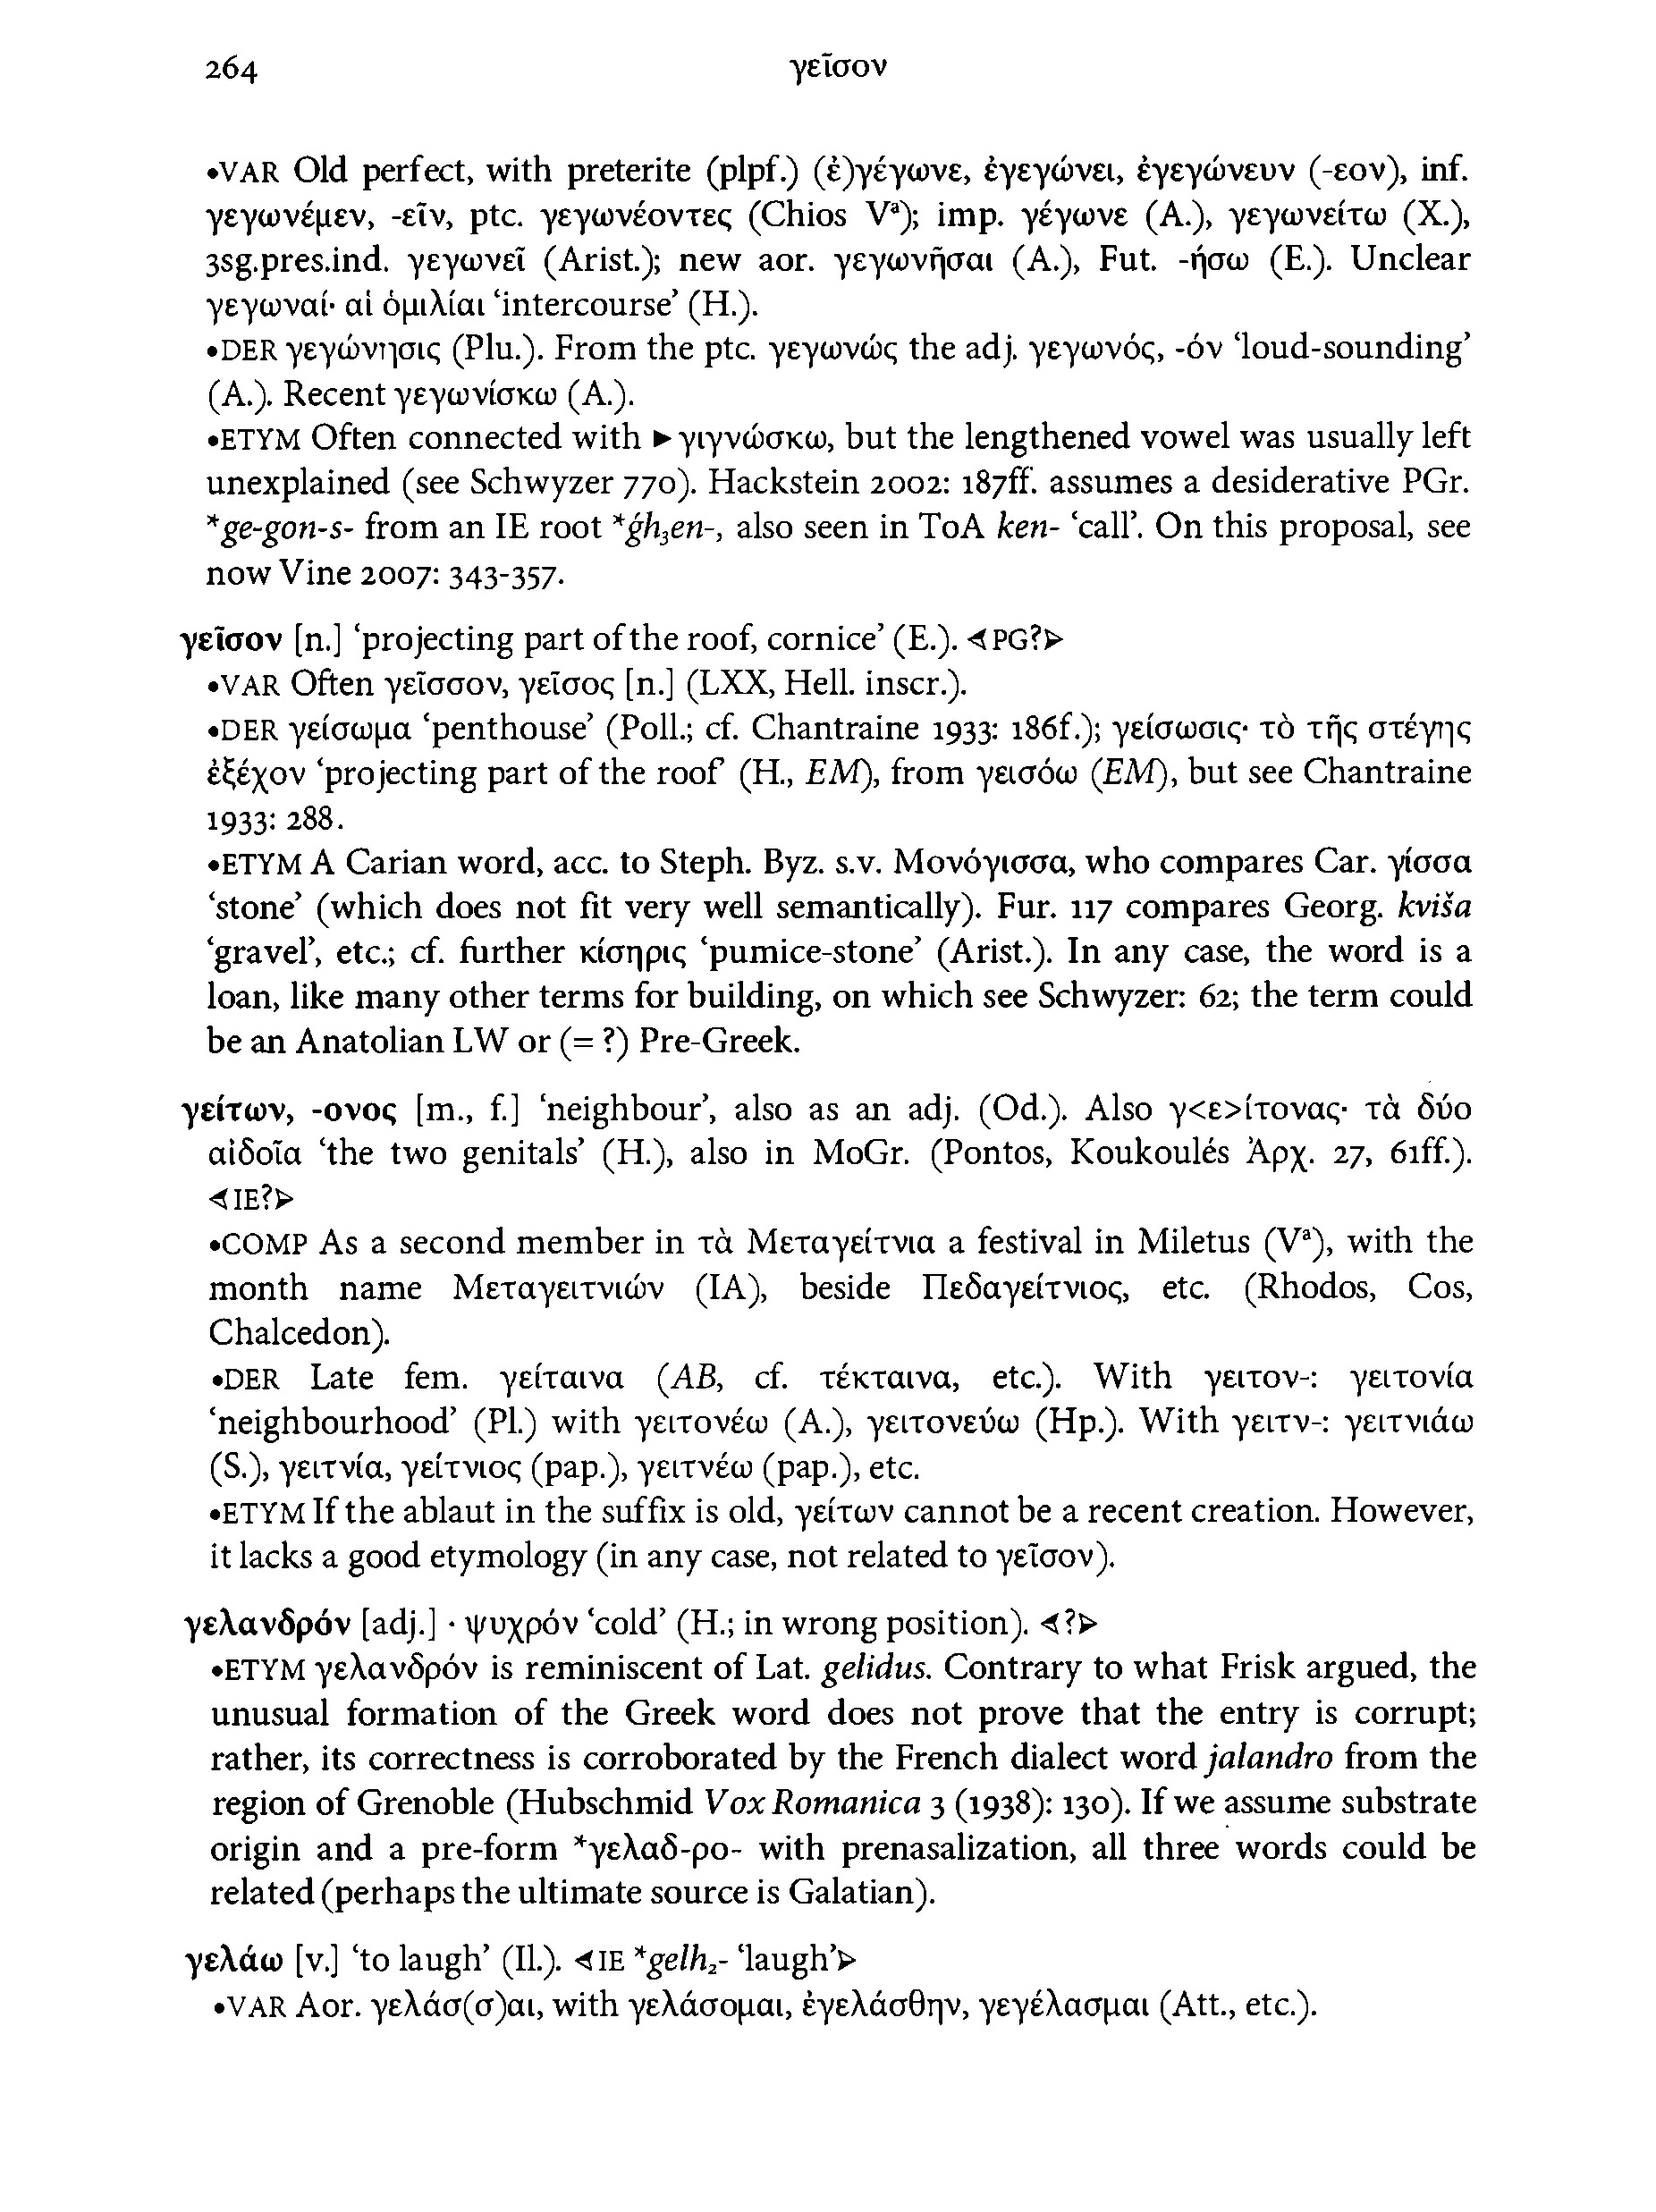 264 γεῖσον
•VAR Old perfect, with preterite (plpf.) (ἐ)γέγωνε, ἐγεγώνει, ἐγεγώνευν (-εον), inf.
γεγωνέμεν, -εῖν, ptc. γεγωνέοντες (Chios Vᵃ); imp. γέγωνε (A.), γεγωνείτω (X.),
3sg.pres.ind. γεγωνεῖ (Arist.); new aor. γεγωνῆσαι (A.), Fut. -ήσω (E.). Unclear
γεγωναί· αἱ ὁμιλίαι ‘intercourse’ (H.).
•DER γεγώνησις (Plu.). From the ptc. γεγωνώς the adj. γεγωνός, -όν ‘loud-sounding’
(A.). Recent γεγωνίσκω (A.).
•ETYM Often connected with ►γιγνώσκω, but the lengthened vowel was usually left
unexplained (see Schwyzer 770). Hackstein 2002: 187ff. assumes a desiderative PGr.
*ge-gon-s- from an IE root *ǵh₃en-, also seen in ToA ken- ‘call’. On this proposal, see
now Vine 2007: 343-357.
γεῖσον [n.] ‘projecting part of the roof, cornice’ (E.). ◄PG?►
•VAR Often γεῖσσον, γεῖσος [n.] (LXX, Hell. inscr.).
•DER γείσωμα ‘penthouse’ (Poll.; cf. Chantraine 1933: 186f.); γείσωσις· τὸ τῆς στέγης
ἐξέχον ‘projecting part of the roof’ (H., EM), from γεισόω (EM), but see Chantraine
1933: 288.
•ETYM A Carian word, acc. to Steph. Byz. s.v. Μονόγισσα, who compares Car. γίσσα
‘stone’ (which does not fit very well semantically). Fur. 117 compares Georg. kviša
‘gravel’, etc.; cf. further κίσηρις ‘pumice-stone’ (Arist.). In any case, the word is a
loan, like many other terms for building, on which see Schwyzer: 62; the term could
be an Anatolian LW or (= ?) Pre-Greek.
γείτων, -ονος [m., f.] ‘neighbour’, also as an adj. (Od.). Also γ<ε>ίτονας· τὰ δύο
αἰδοῖα ‘the two genitals’ (H.), also in MoGr. (Pontos, Koukoulés Ἀρχ. 27, 61ff.).
◄IE?►
•COMP As a second member in τὰ Μεταγείτνια a festival in Miletus (Vᵃ), with the
month name Μεταγειτνιών (IA), beside Πεδαγείτνιος, etc. (Rhodos, Cos,
Chalcedon).
•DER Late fem. γείταινα (AB, cf. τέκταινα, etc.). With γειτον-: γειτονία
‘neighbourhood’ (Pl.) with γειτονέω (A.), γειτονεύω (Hp.). With γειτν-: γειτνιάω
(S.), γειτνία, γείτνιος (pap.), γειτνέω (pap.), etc.
•ETYM If the ablaut in the suffix is old, γείτων cannot be a recent creation. However,
it lacks a good etymology (in any case, not related to γεῖσον).
γελανδρόν [adj.] · ψυχρόν ‘cold’ (H.; in wrong position). ◄?►
•ETYM γελανδρόν is reminiscent of Lat. gelidus. Contrary to what Frisk argued, the
unusual formation of the Greek word does not prove that the entry is corrupt;
rather, its correctness is corroborated by the French dialect word jalandro from the
region of Grenoble (Hubschmid Vox Romanica 3 (1938): 130). If we assume substrate
origin and a pre-form *γελαδ-ρο- with prenasalization, all three words could be
related (perhaps the ultimate source is Galatian).
γελάω [v.] ‘to laugh’ (Il.). ◄IE *gelh₂- ‘laugh’►
•VAR Aor. γελάσ(σ)αι, with γελάσομαι, ἐγελάσθην, γεγέλασμαι (Att., etc.).